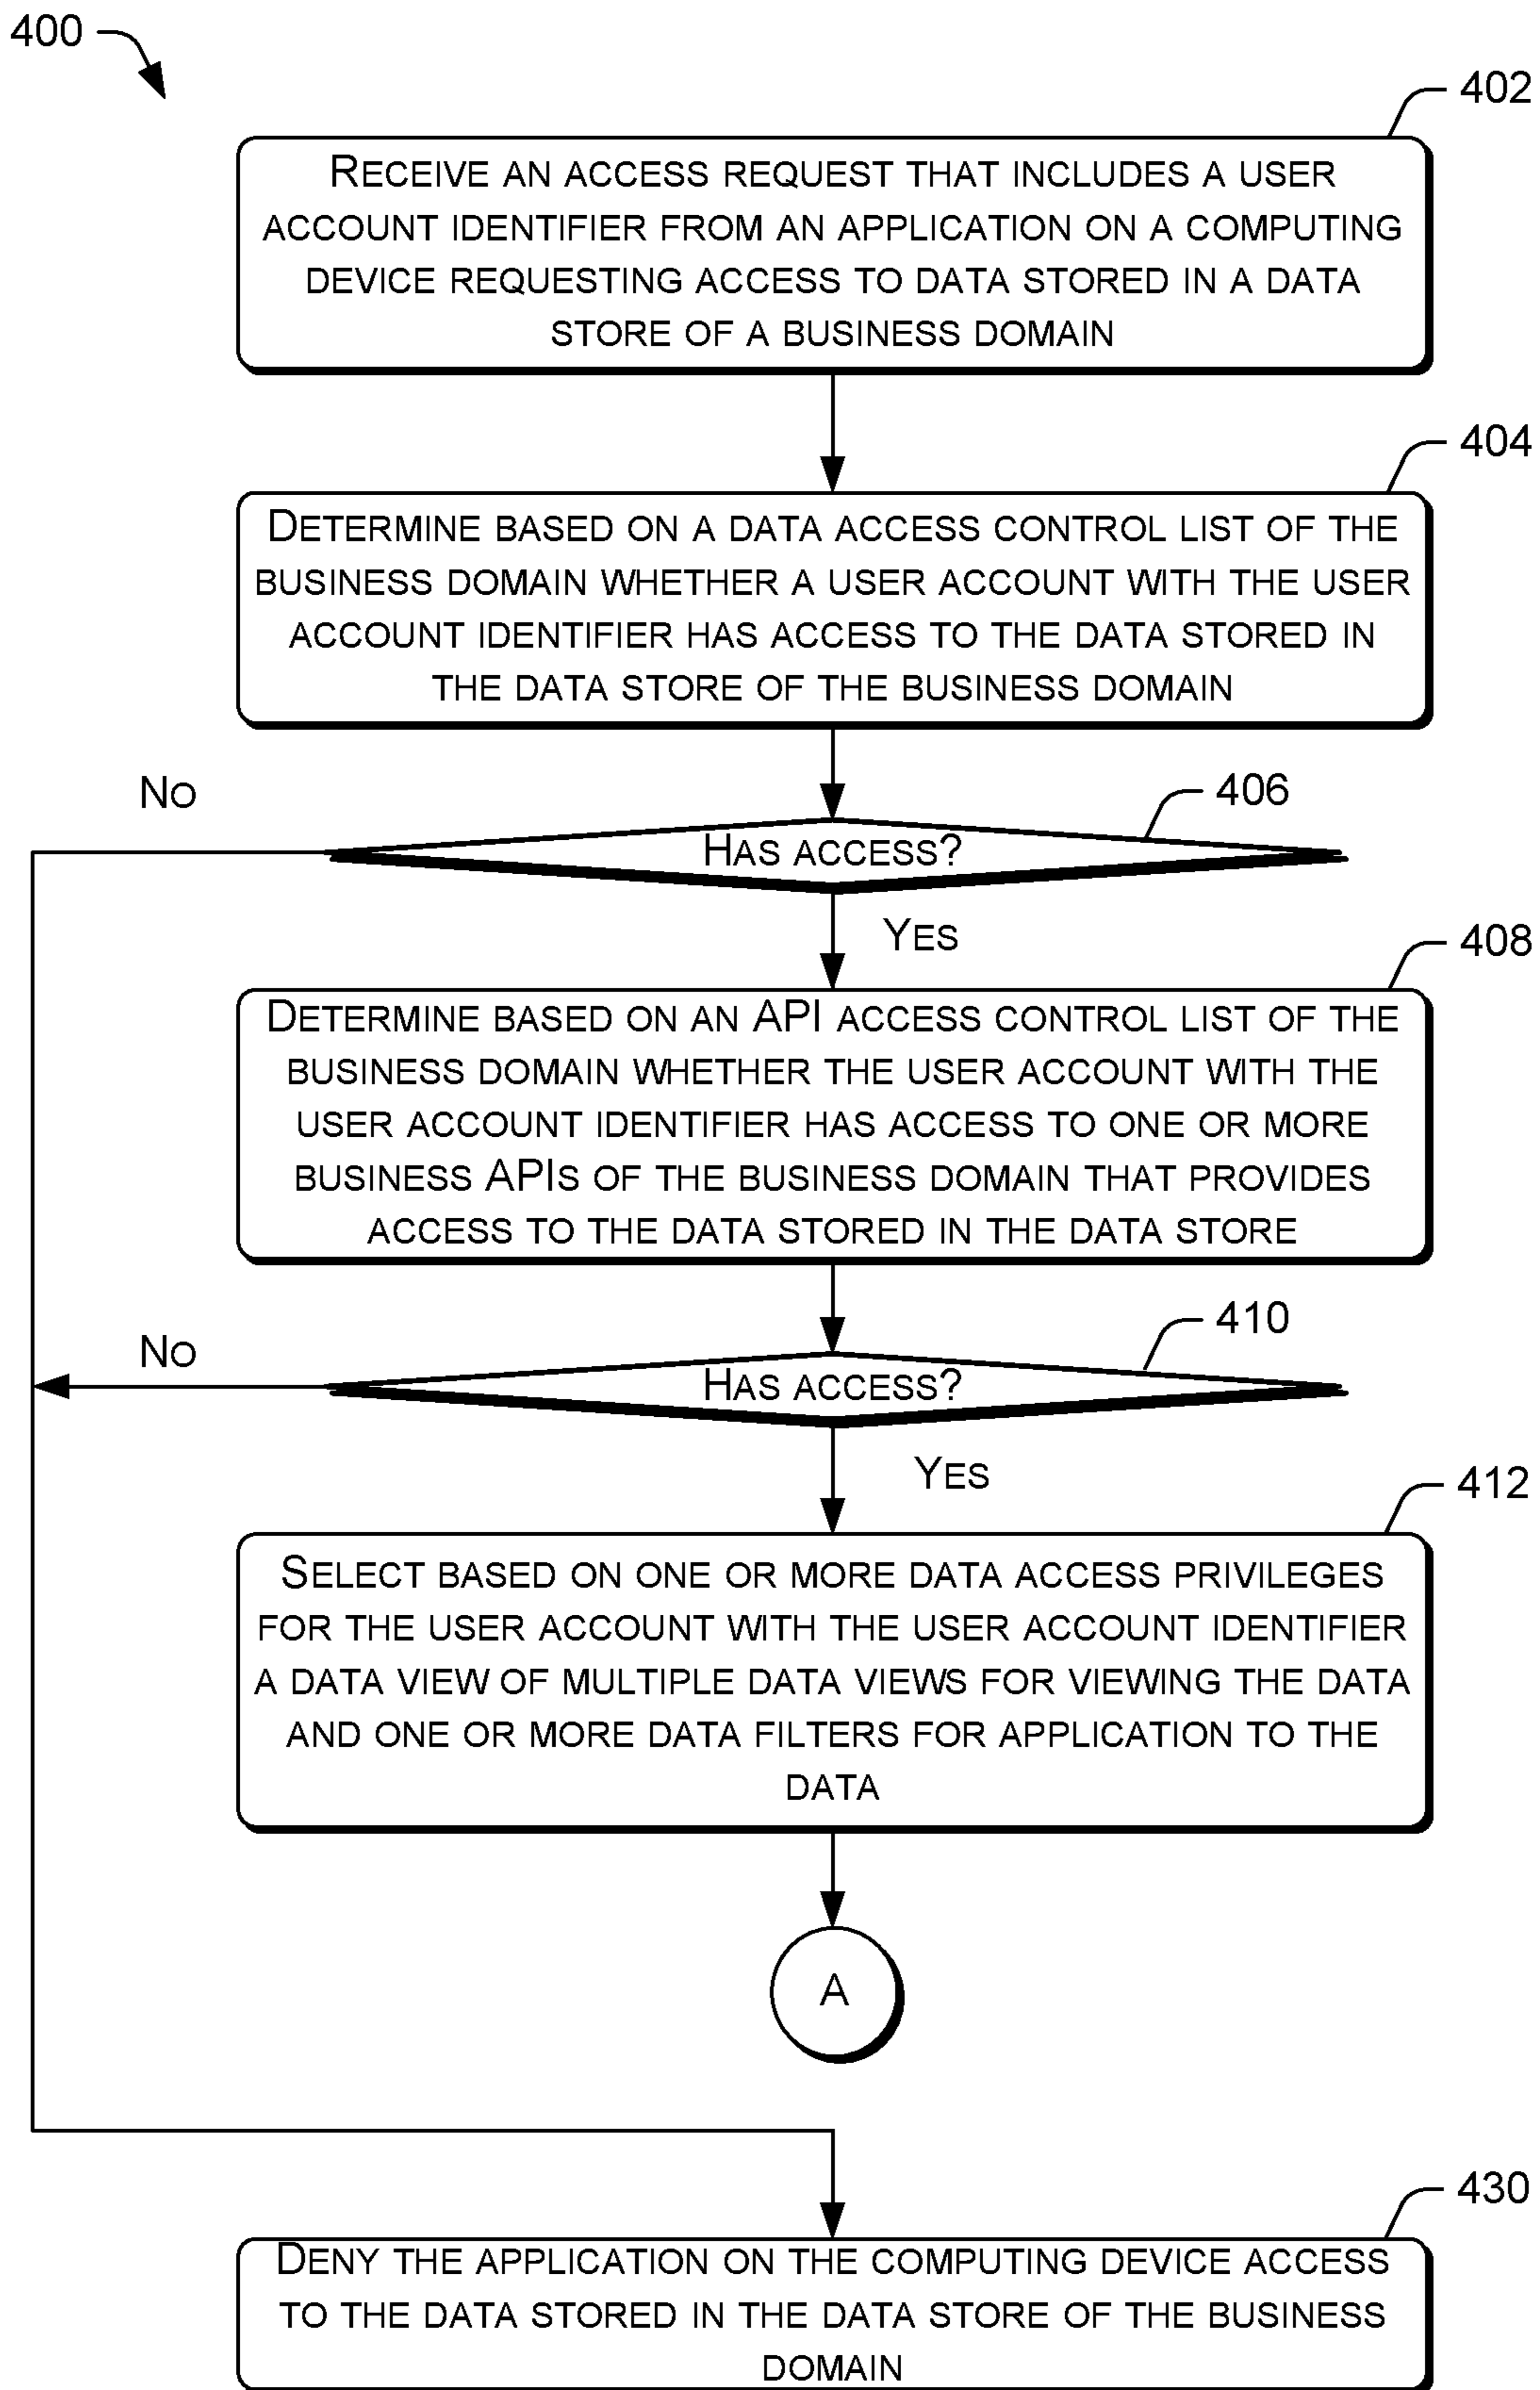 400
402
RECEIVE AN ACCESS REQUEST THAT INCLUDES A USER
ACCOUNT IDENTIFIER FROM AN APPLICATION ON A COMPUTING
DEVICE REQUESTING ACCESS TO DATA STORED IN A DATA
STORE OF A BUSINESS DOMAIN
404
DETERMINE BASED ON A DATA ACCESS CONTROL LIST OF THE
BUSINESS DOMAIN WHETHER A USER ACCOUNT WITH THE USER
ACCOUNT IDENTIFIER HAS ACCESS TO THE DATA STORED IN
THE DATA STORE OF THE BUSINESS DOMAIN
NO
406
HAS ACCESS?
YES
408
DETERMINE BASED ON AN API ACCESS CONTROL LIST OF THE
BUSINESS DOMAIN WHETHER THE USER ACCOUNT WITH THE
USER ACCOUNT IDENTIFIER HAS ACCESS TO ONE OR MORE
BUSINESS APIS OF THE BUSINESS DOMAIN THAT PROVIDES
ACCESS TO THE DATA STORED IN THE DATA STORE
NO
410
HAS ACCESS?
YES
412
SELECT BASED ON ONE OR MORE DATA ACCESS PRIVILEGES
FOR THE USER ACCOUNT WITH THE USER ACCOUNT IDENTIFIER
A DATA VIEW OF MULTIPLE DATA VIEWS FOR VIEWING THE DATA
AND ONE OR MORE DATA FILTERS FOR APPLICATION TO THE
DATA
A
430
DENY THE APPLICATION ON THE COMPUTING DEVICE ACCESS
TO THE DATA STORED IN THE DATA STORE OF THE BUSINESS
DOMAIN